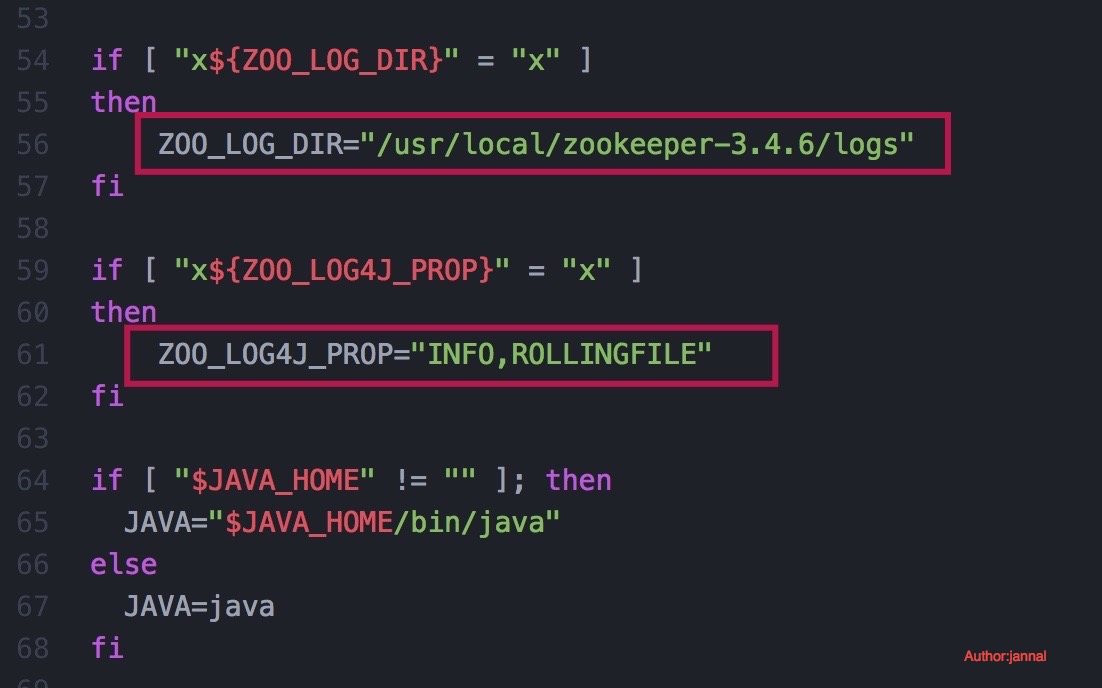 53
54 if [ "x${ZOO_LOG_DIR}" = "x" ]
55 then
56 ZOO_LOG_DIR="/usr/local/zookeeper-3.4.6/logs"
57 fi
58
59 if [ "x${ZOO_LOG4J_PROP}" = "x" ]
60 then
61 ZOO_LOG4J_PROP="INFO,ROLLINGFILE"
62 fi
63
64 if [ "$JAVA_HOME" != "" ]; then
65 JAVA="$JAVA_HOME/bin/java"
66 else
67 JAVA=java
68 fi
Author:jannal
69